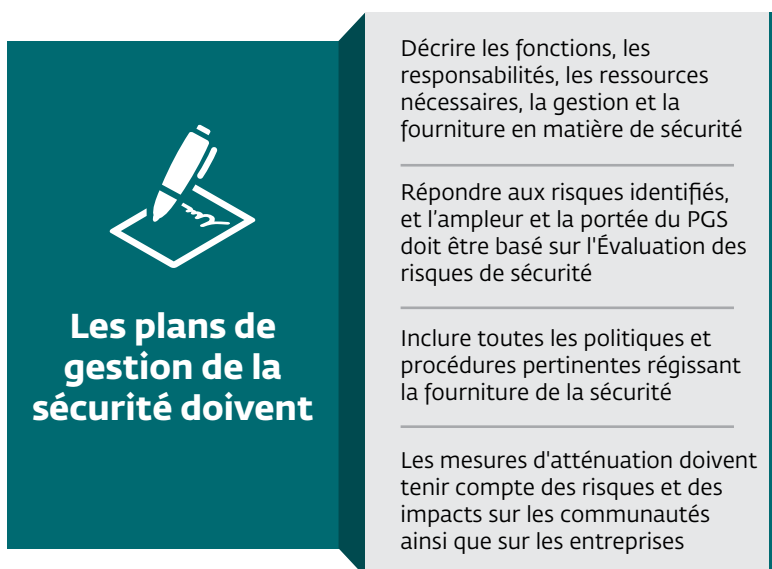 Les plans de
gestion de la
sécurité doivent
Décrire les fonctions, les
responsabilités, les ressources
nécessaires, la gestion et la
fourniture en matière de sécurité
Répondre aux risques identifiés,
et l'ampleur et la portée du PGS
doit être basé sur l'Évaluation des
risques de sécurité
Inclure toutes les politiques et
procédures pertinentes régissant
la fourniture de la sécurité
Les mesures d'atténuation doivent
tenir compte des risques et des
impacts sur les communautés
ainsi que sur les entreprises